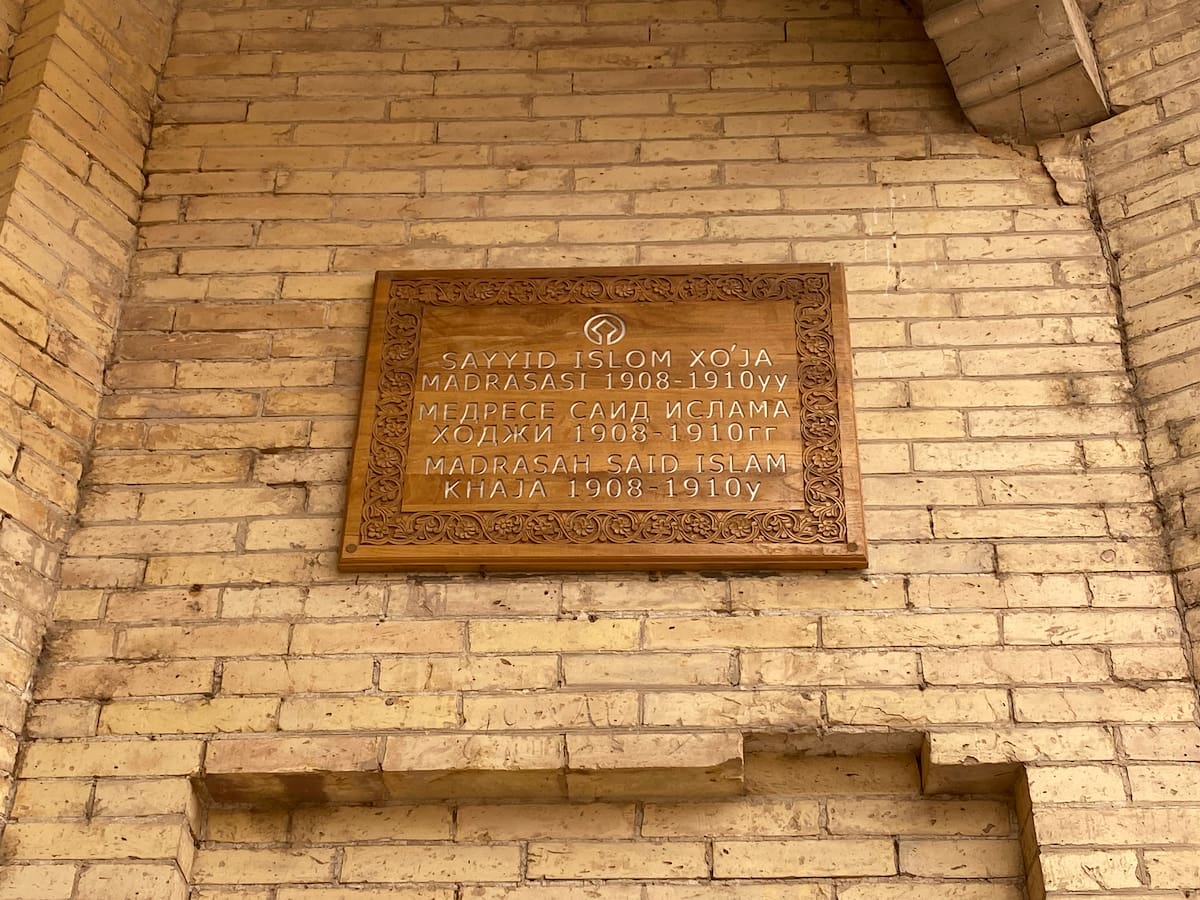 SAYYID ISLOM XO'JA
MADRASASI 1908-1910yy
МЕДРЕСЕ САИД ИСЛАМА
ХОДЖИ 1908-1910гг
MADRASAH SAID ISLAM
KHAJA 1908-1910y